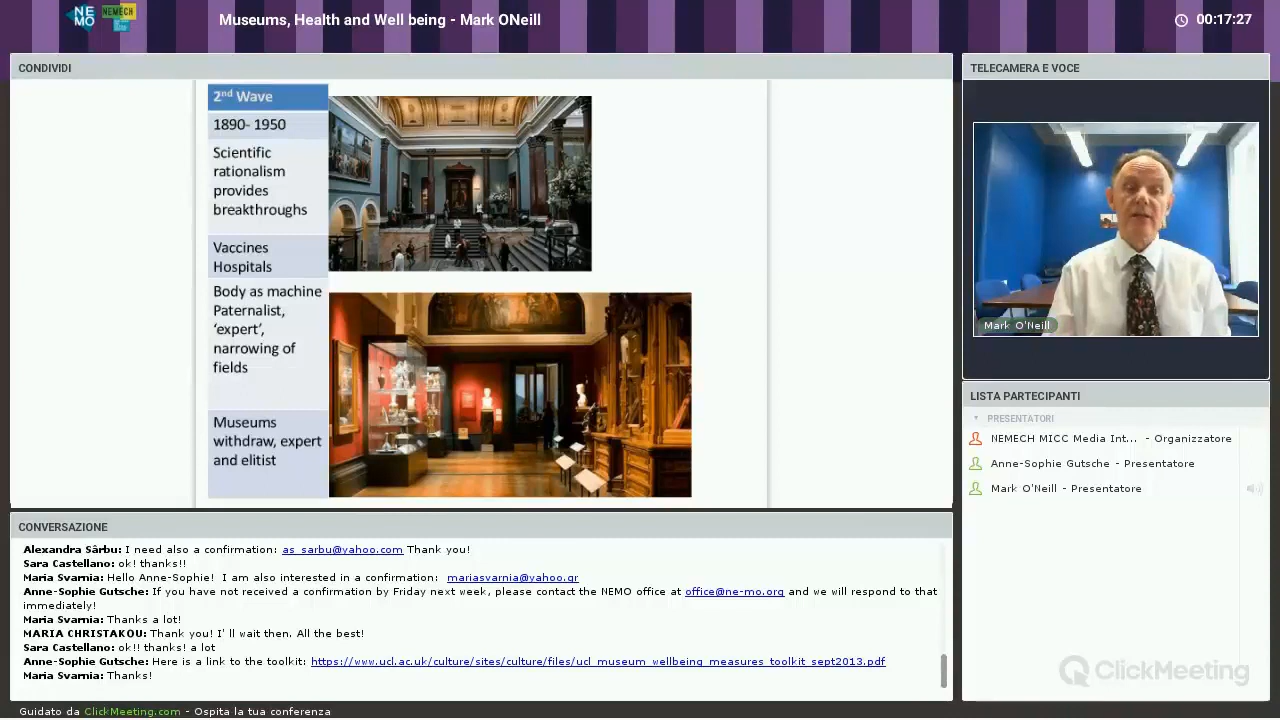 NE
MO
NEMECH
Museums, Health and Well being - Mark ONeill
00:17:27
CONDIVIDI
2nd Wave
1890- 1950
Scientific
rationalism
provides
breakthroughs
Vaccines
Hospitals
Body as machine
Paternalist,
‘expert’,
narrowing of
fields
Museums
withdraw, expert
and elitist
TELECAMERA E VOCE
Mark O'Neill
LISTA PARTECIPANTI
PRESENTATORI
NEMECH MICC Media Int... - Organizzatore
Anne-Sophie Gutsche - Presentatore
Mark O'Neill - Presentatore
CONVERSAZIONE
Alexandra Sârbu: I need also a confirmation: as_sarbu@yahoo.com Thank you!
Sara Castellano: ok! thanks!!
Maria Svarnia: Hello Anne-Sophie! I am also interested in a confirmation: mariasvarnia@yahoo.gr
Anne-Sophie Gutsche: If you have not received a confirmation by Friday next week, please contact the NEMO office at office@ne-mo.org and we will respond to that
immediately!
Maria Svarnia: Thanks a lot!
MARIA CHRISTAKOU: Thank you! I' ll wait then. All the best!
Sara Castellano: ok!! thanks! a lot
Anne-Sophie Gutsche: Here is a link to the toolkit: https://www.ucl.ac.uk/culture/sites/culture/files/ucl_museum_wellbeing_measures_toolkit_sept2013.pdf
Maria Svarnia: Thanks!
ClickMeeting
Guidato da ClickMeeting.com - Ospita la tua conferenza